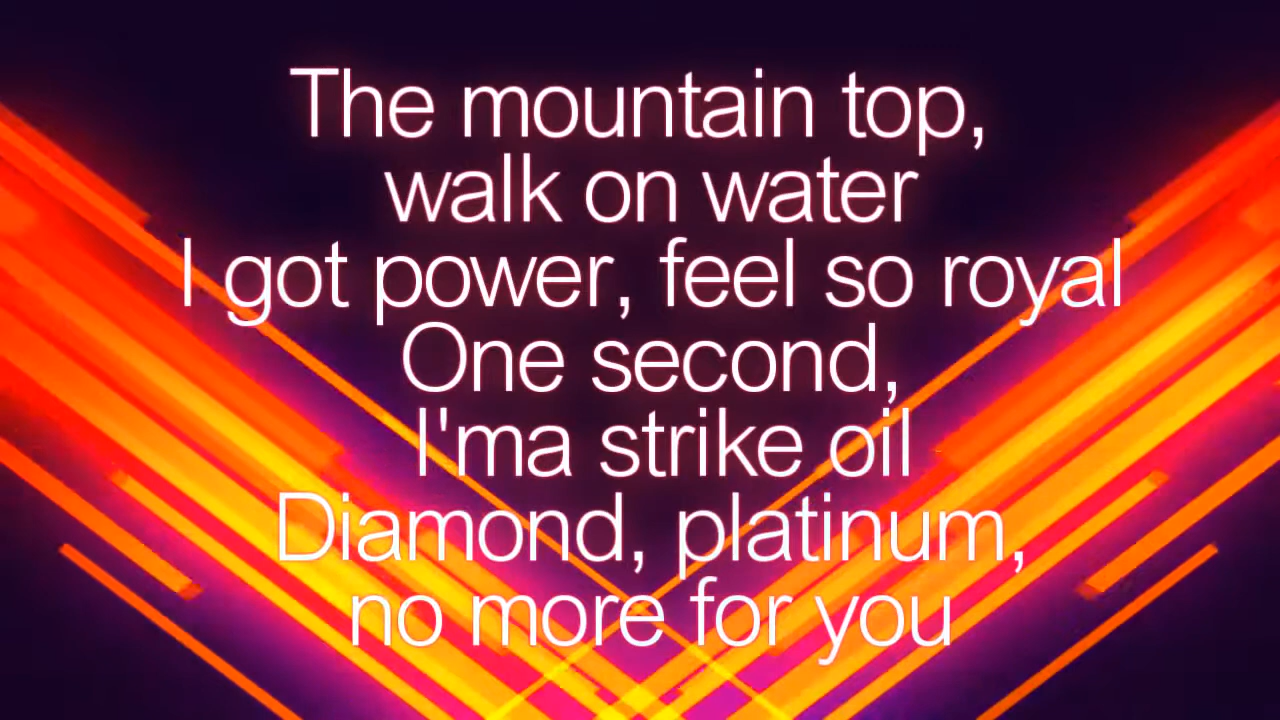 The mountain top,
walk on water
I got power, feel so royal
One second,
I'ma strike oil
Diamond, platinum,
no more for you